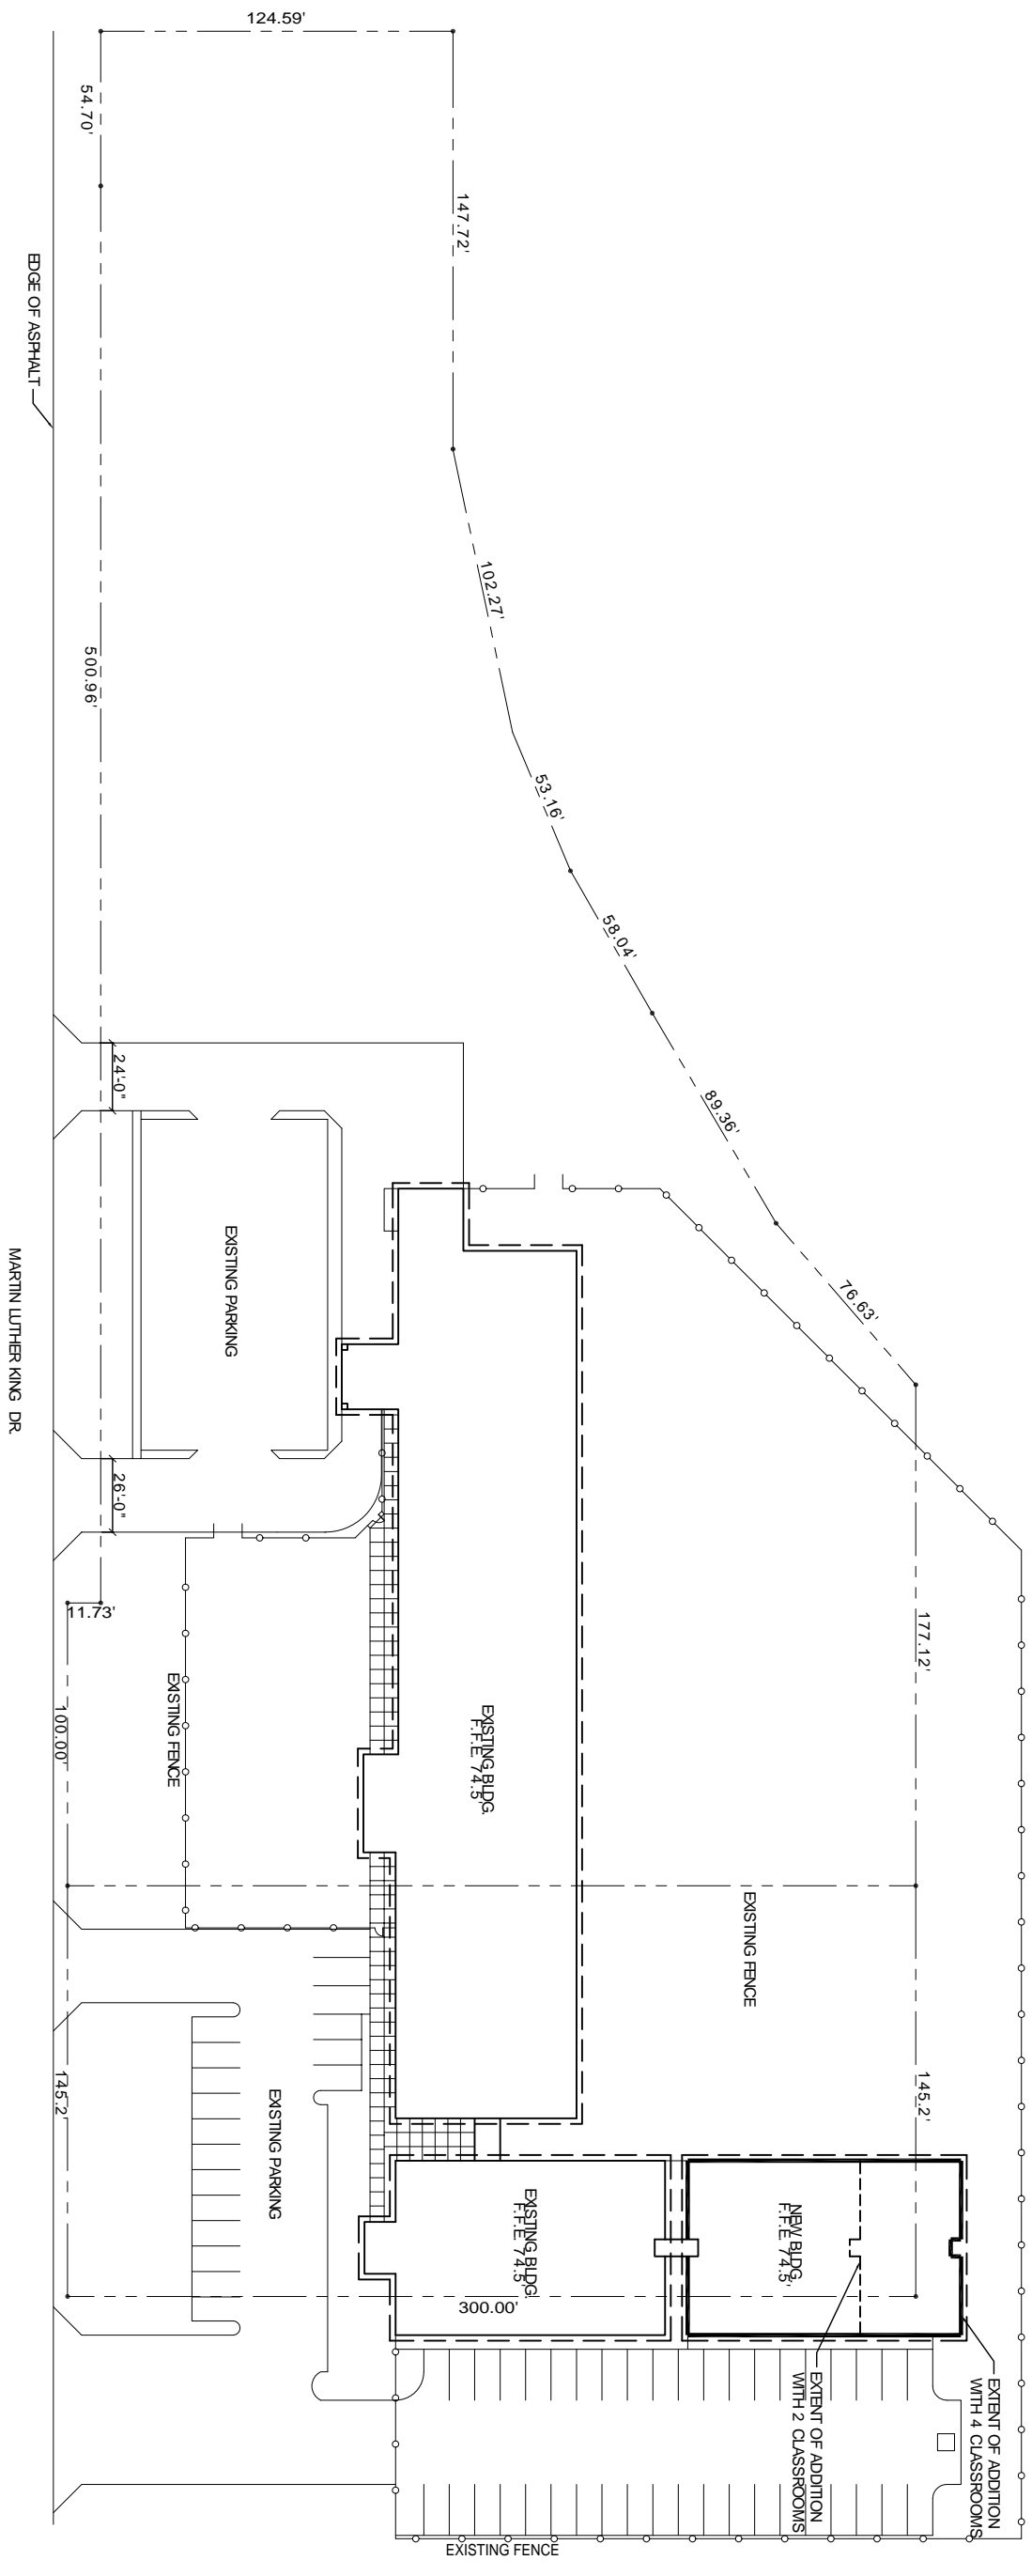 124.59'
54.70'
147.72'
EDGE OF ASPHALT
102.27'
500.96'
53.16'
58.04'
24'-0"
89.36'
EXISTING PARKING
76.63'
MARTIN LUTHER KING DR.
26'-0"
11.73'
177.12'
EXISTING FENCE
100.00'
EXISTING BLDG.
F.F.E. 74.5'
EXISTING FENCE
145.2'
145.2'
EXISTING PARKING
EXISTING BLDG.
F.F.E. 74.5'
NEW BLDG.
F.F.E. 74.5'
300.00'
EXTENT OF ADDITION
WITH 2 CLASSROOMS
EXTENT OF ADDITION
WITH 4 CLASSROOMS
EXISTING FENCE